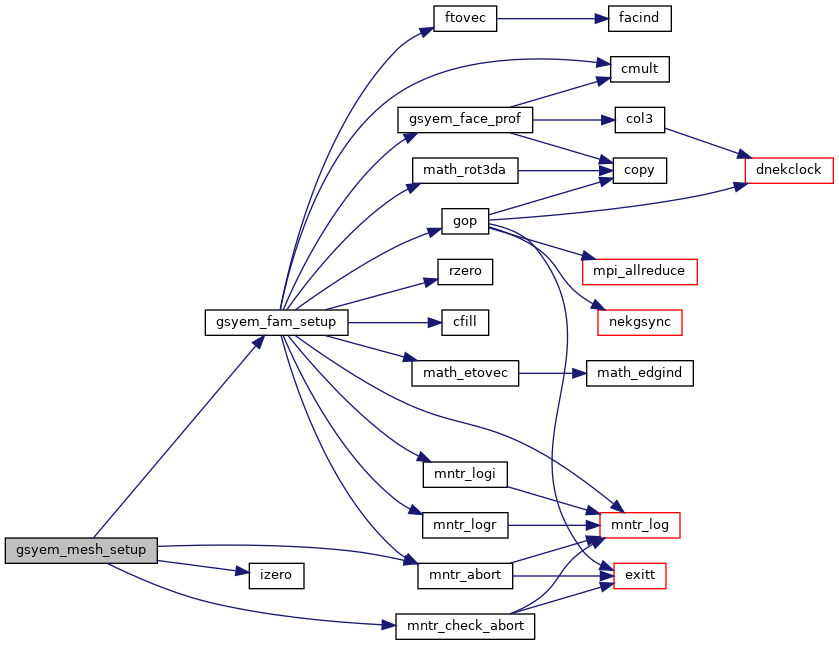 ftovec
facind
cmult
gsyem_face_prof
col3
math_rot3da
copy
dnekclock
gop
rzero
mpi_allreduce
gsyem_fam_setup
cfill
nekgsync
math_etovec
math_edgind
mntr_logi
mntr_logr
mntr_log
gsyem_mesh_setup
izero
mntr_abort
exitt
mntr_check_abort